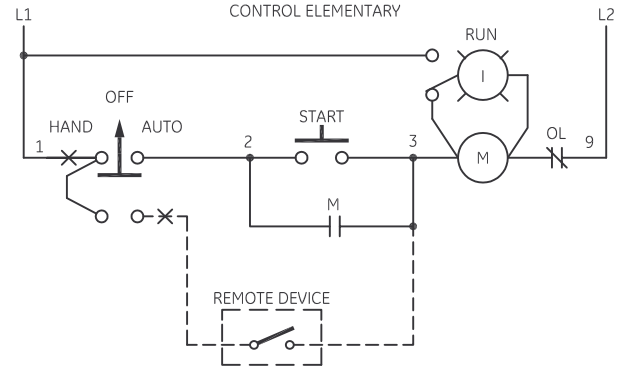 CONTROL ELEMENTARY
L1
L2
RUN
I
OFF
HAND
AUTO
START
1
2
3
M
OL
9
M
REMOTE DEVICE